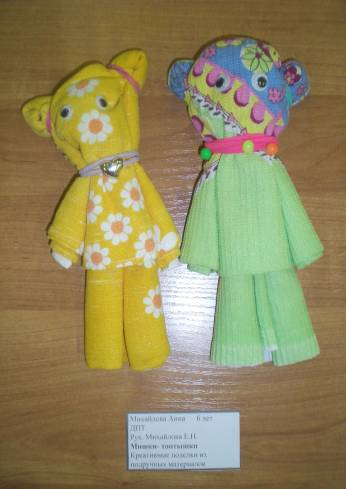 Михайлова Анна 6 лет
ДПТ
Рук. Михайлова Е.Н.
Мишки- топтышки
Креативные поделки из
подручных материалов